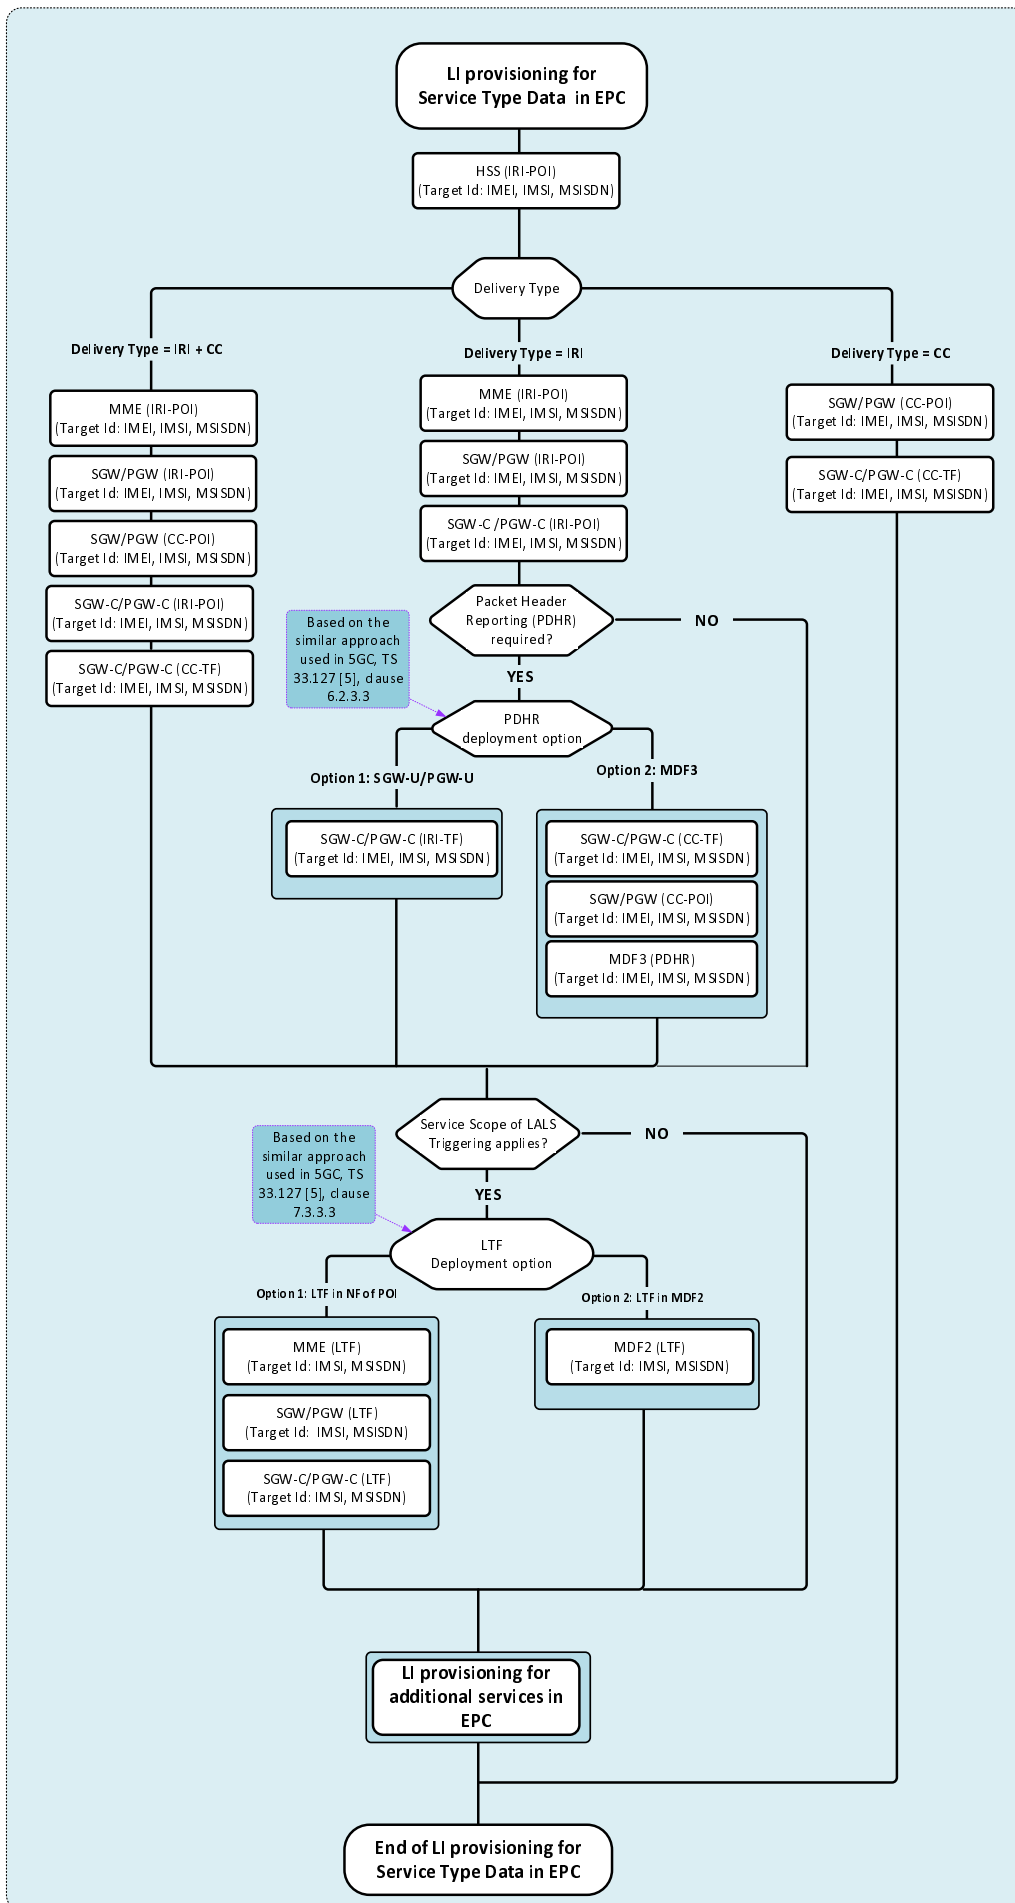 LI provisioning for
Service Type Data in EPC
HSS (IRI-POI)
(Target Id: IMEI, IMSI, MSISDN)
Delivery Type
Delivery Type = IRI + CC
Delivery Type = IRI
Delivery Type = CC
MME (IRI-POI)
(Target Id: IMEI, IMSI, MSISDN)
SGW/PGW (IRI-POI)
(Target Id: IMEI, IMSI, MSISDN)
SGW/PGW (CC-POI)
(Target Id: IMEI, IMSI, MSISDN)
SGW-C/PGW-C (IRI-POI)
(Target Id: IMEI, IMSI, MSISDN)
SGW-C/PGW-C (CC-TF)
(Target Id: IMEI, IMSI, MSISDN)
MME (IRI-POI)
(Target Id: IMEI, IMSI, MSISDN)
SGW/PGW (IRI-POI)
(Target Id: IMEI, IMSI, MSISDN)
SGW-C /PGW-C (IRI-POI)
(Target Id: IMEI, IMSI, MSISDN)
SGW/PGW (CC-POI)
(Target Id: IMEI, IMSI, MSISDN)
SGW-C/PGW-C (CC-TF)
(Target Id: IMEI, IMSI, MSISDN)
Packet Header
Reporting (PDHR)
required?
NO
YES
Based on the
similar approach
used in 5GC, TS
33.127 [5], clause
6.2.3.3
PDHR
deployment option
Option 1: SGW-U/PGW-U
Option 2: MDF3
SGW-C/PGW-C (IRI-TF)
(Target Id: IMEI, IMSI, MSISDN)
SGW-C/PGW-C (CC-TF)
(Target Id: IMEI, IMSI, MSISDN)
SGW/PGW (CC-POI)
(Target Id: IMEI, IMSI, MSISDN)
MDF3 (PDHR)
(Target Id: IMEI, IMSI, MSISDN)
Service Scope of LALS
Triggering applies?
NO
YES
Based on the
similar approach
used in 5GC, TS
33.127 [5], clause
7.3.3.3
LTF
Deployment option
Option 1: LTF in NF of POI
Option 2: LTF in MDF2
MME (LTF)
(Target Id: IMSI, MSISDN)
SGW/PGW (LTF)
(Target Id: IMSI, MSISDN)
SGW-C/PGW-C (LTF)
(Target Id: IMSI, MSISDN)
MDF2 (LTF)
(Target Id: IMSI, MSISDN)
LI provisioning for
additional services in
EPC
End of LI provisioning for
Service Type Data in EPC